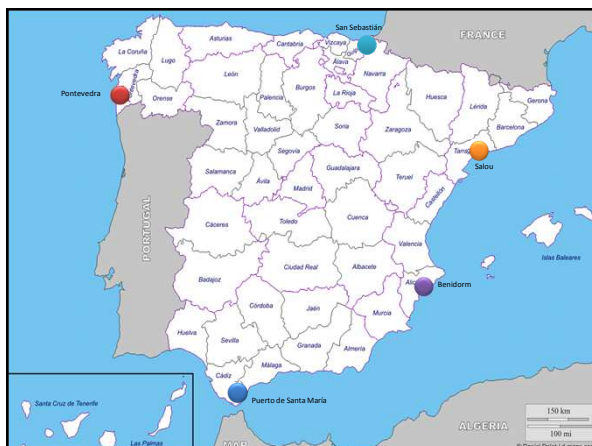 San Sebastián
FRANCE
La Coruña
Lugo
Asturias
Cantabria
Vizcaya
Álava
Navarra
Pontevedra
Orense
León
Palencia
Burgos
La Rioja
Huesca
Lérida
Gerona
Barcelona
Salou
Zamora
Valladolid
Soria
Zaragoza
Segovia
Salamanca
Ávila
Guadalajara
Madrid
Teruel
Castellón
PORTUGAL
Cáceres
Toledo
Cuenca
Valencia
Islas Baleares
Badajoz
Ciudad Real
Albacete
Benidorm
Córdoba
Jaén
Murcia
Huelva
Sevilla
Granada
Almería
Málaga
Cádiz
Puerto de Santa María
Santa Cruz de Tenerife
Las Palmas
ALGERIA
150 km
100 mi